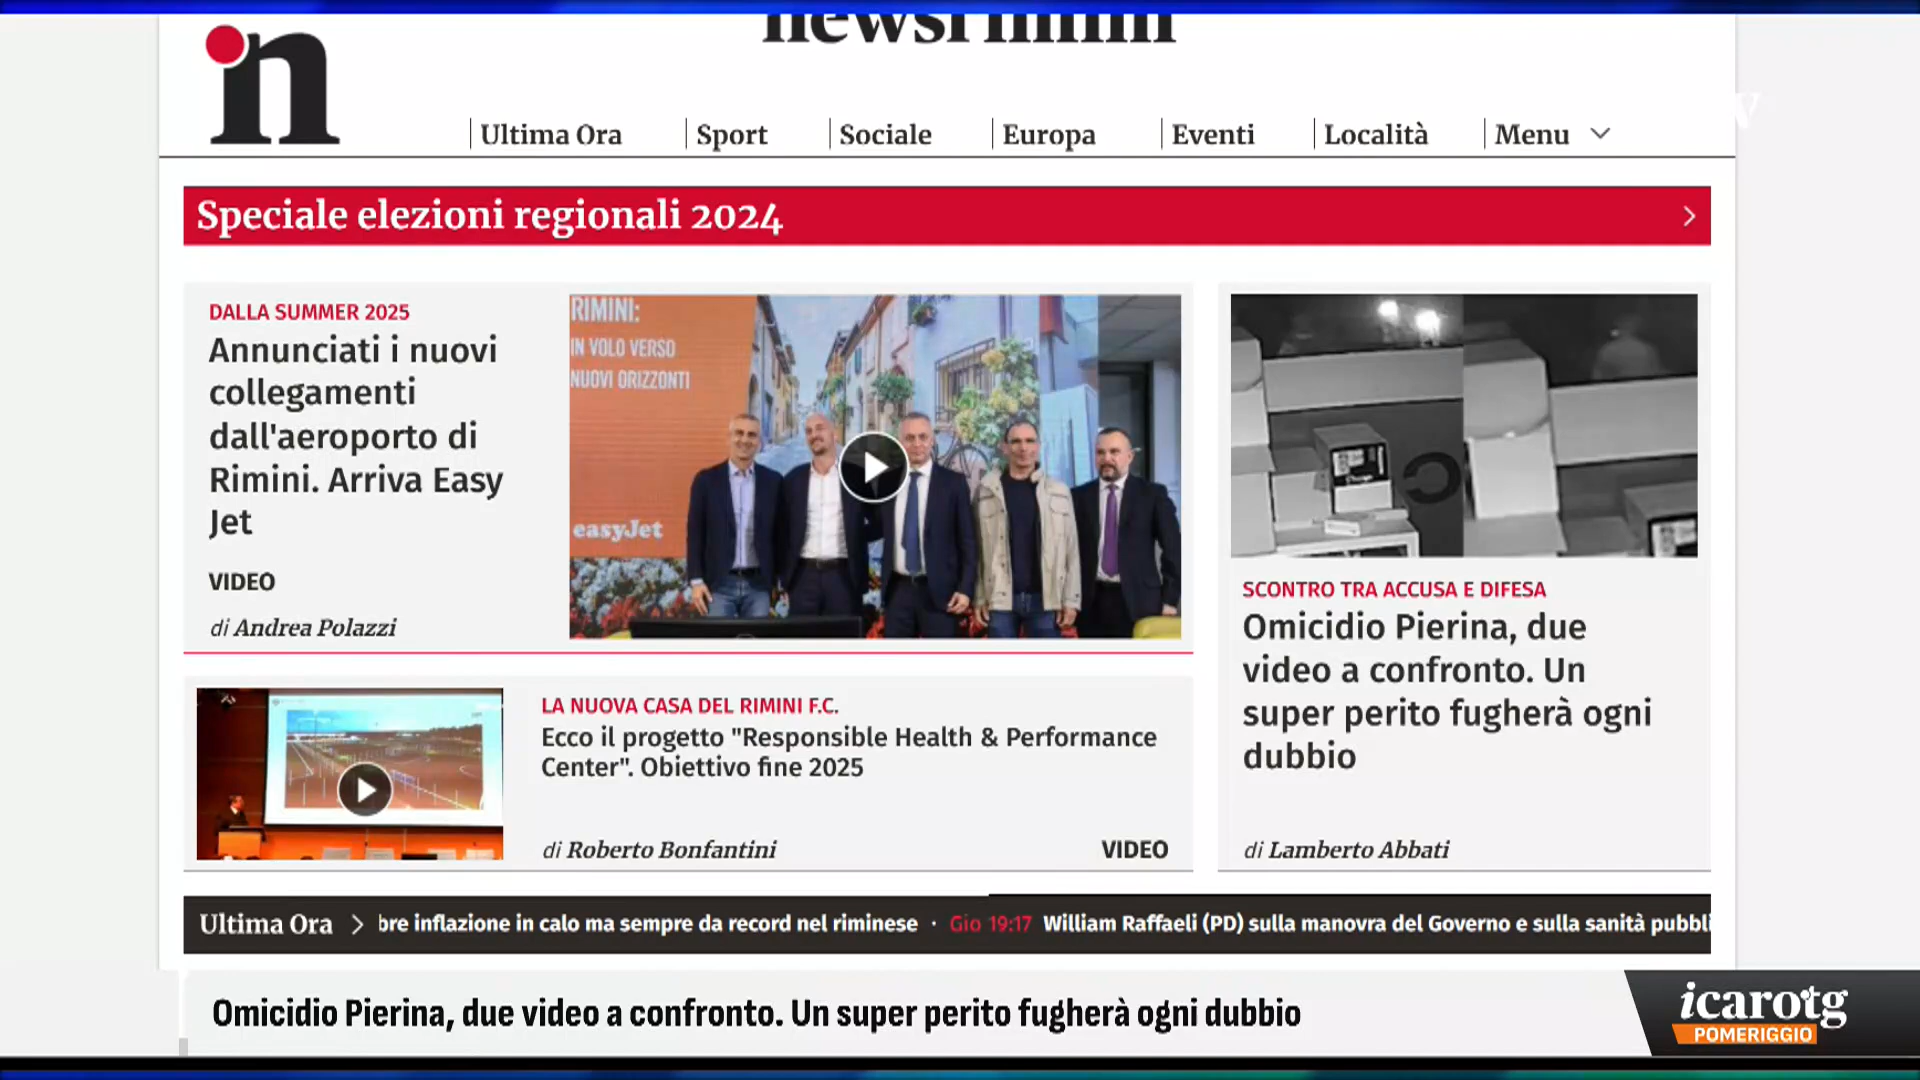 newsrimini
in
Ultima Ora
Sport
Sociale
Europa
Eventi
Località
Menu
Speciale elezioni regionali 2024
DALLA SUMMER 2025
Annunciati i nuovi
collegamenti
dall'aeroporto di
Rimini. Arriva Easy
Jet
VIDEO
di Andrea Polazzi
RIMINI:
IN VOLO VERSO
NUOVI ORIZZONTI
easyJet
SCONTRO TRA ACCUSA E DIFESA
Omicidio Pierina, due
video a confronto. Un
super perito fugherà ogni
dubbio
di Lamberto Abbati
LA NUOVA CASA DEL RIMINI F.C.
Ecco il progetto "Responsible Health & Performance
Center". Obiettivo fine 2025
di Roberto Bonfantini
VIDEO
Ultima Ora
bre inflazione in calo ma sempre da record nel riminese · Gio 19:17 William Raffaeli (PD) sulla manovra del Governo e sulla sanità pubbli
Omicidio Pierina, due video a confronto. Un super perito fugherà ogni dubbio
icarotg
POMERIGGIO